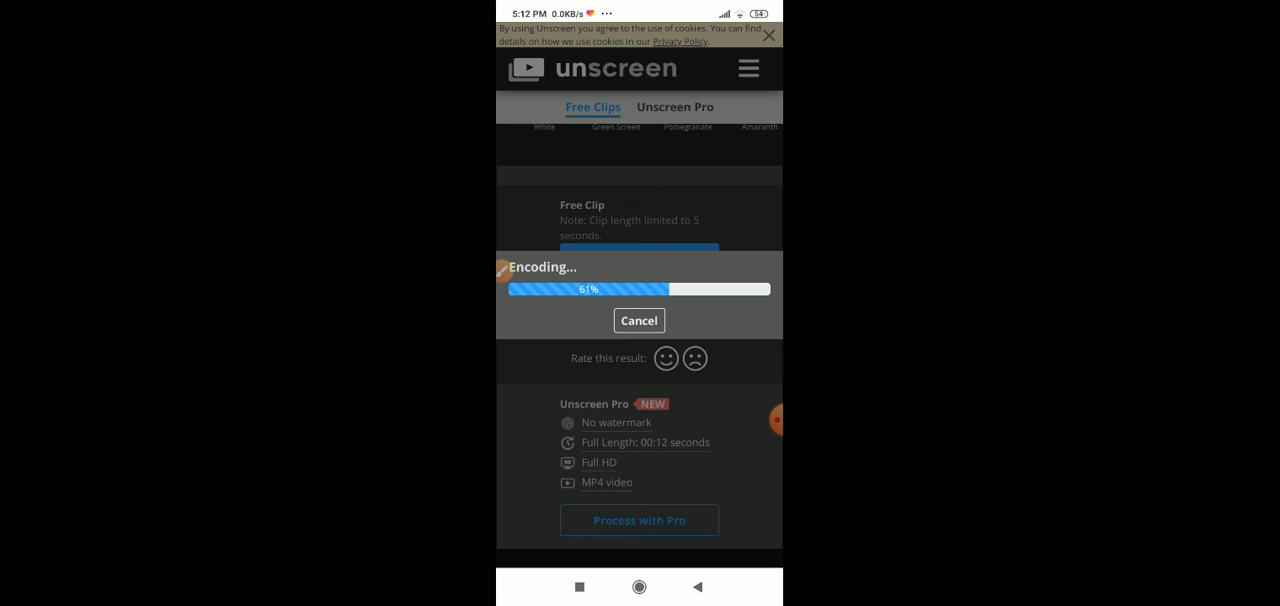 5:12 PM 0.0KB/s ... 54
By using Unscreen you agree to the use of cookies. You can find
details on how we use cookies in our Privacy Policy.
unscreen
Free Clips Unscreen Pro
White Green Screen Pomegranate Amaranth
Free Clip
Note: Clip length limited to 5
seconds.
Encoding...
61%
Cancel
Rate this result:
Unscreen Pro NEW
No watermark
Full Length: 00:12 seconds
Full HD
MP4 video
Process with Pro